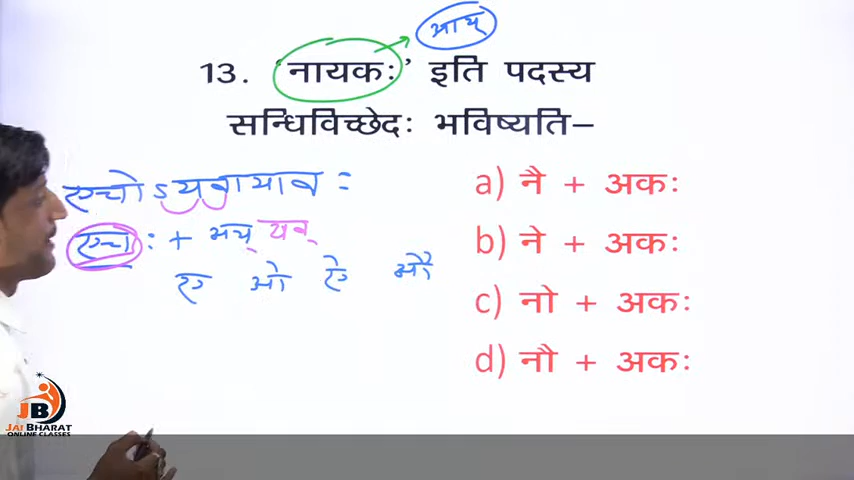 आय्
13. 'नायकः' इति पदस्य
सन्धिविच्छेदः भविष्यति–
एचोऽयवायावः
एचोः + अय् यव्
ए ओ ऐ औ
a) नै + अकः
b) ने + अकः
c) नो + अकः
d) नौ + अकः
JB
JAI BHARAT
ONLINE CLASSES